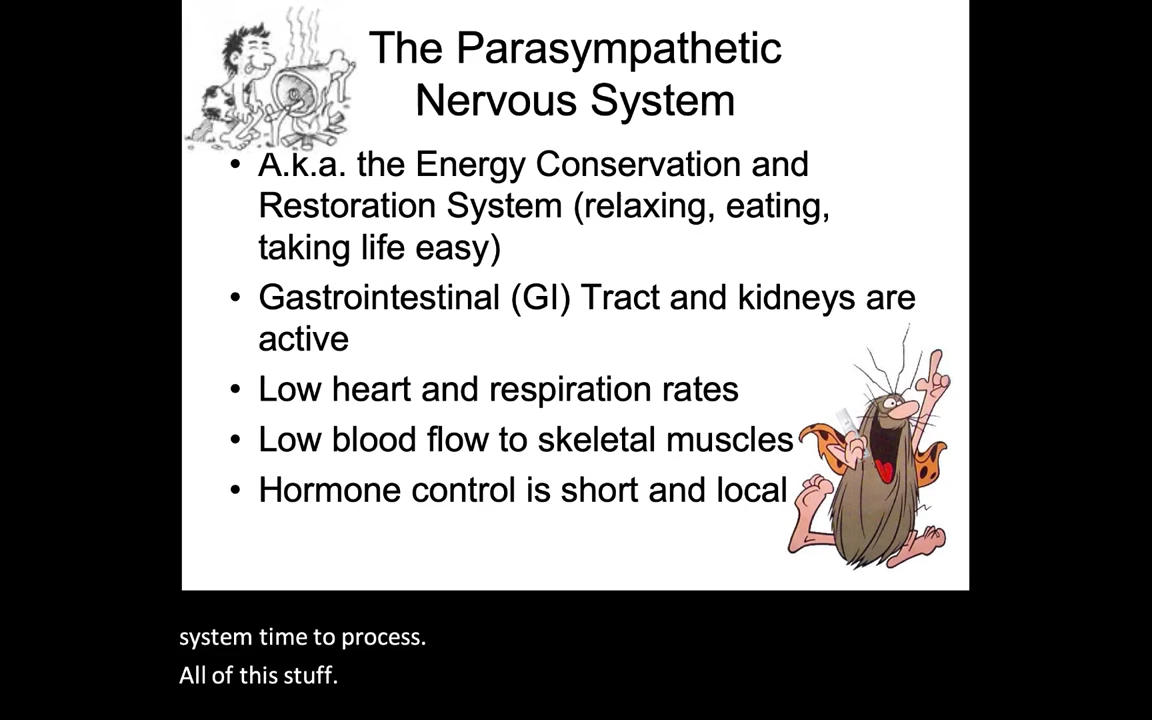 The Parasympathetic
Nervous System
• A.k.a. the Energy Conservation and
Restoration System (relaxing, eating,
taking life easy)
• Gastrointestinal (GI) Tract and kidneys are
active
• Low heart and respiration rates
• Low blood flow to skeletal muscles
• Hormone control is short and local
system time to process.
All of this stuff.